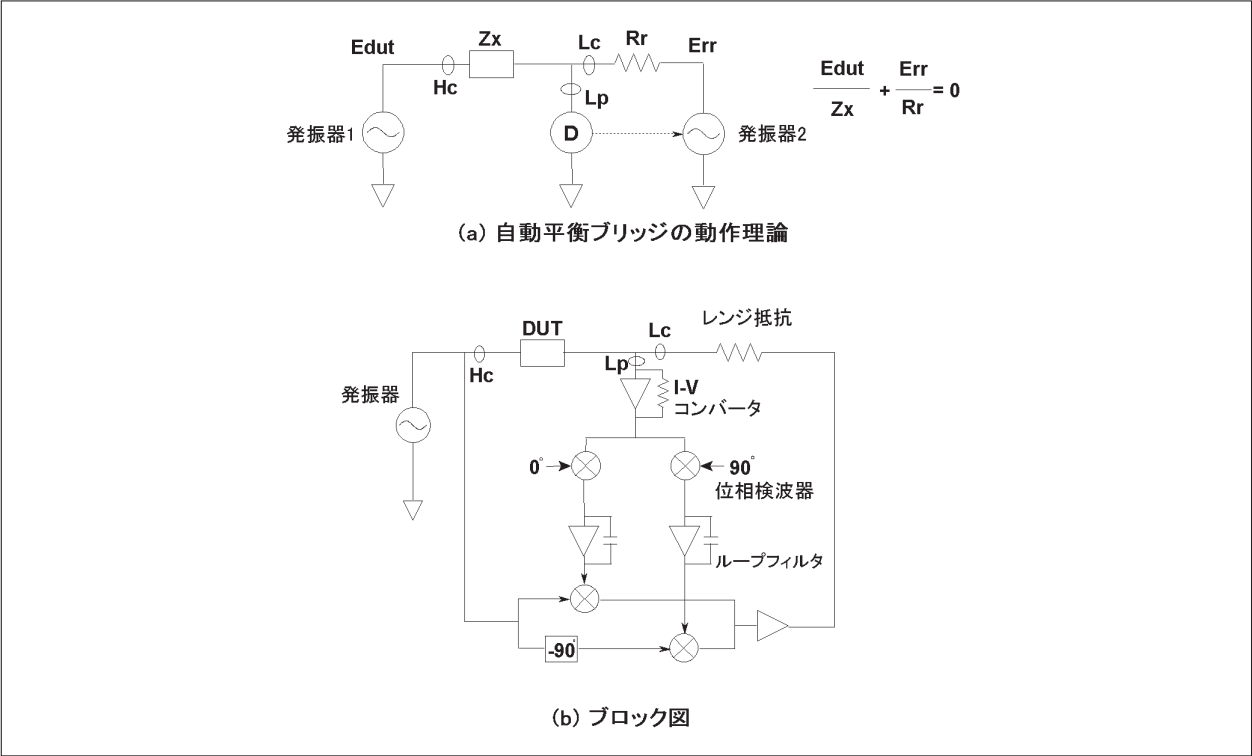 Edut
Zx
Lc
Rr
Err
Hc
Lp
発振器1
D
発振器2
Edut
Zx
+
Err
Rr
= 0
(a) 自動平衡ブリッジの動作理論
レンジ抵抗
DUT
Lc
Hc
Lp
I-V
コンバータ
発振器
0°
90°
位相検波器
ループフィルタ
-90°
(b) ブロック図